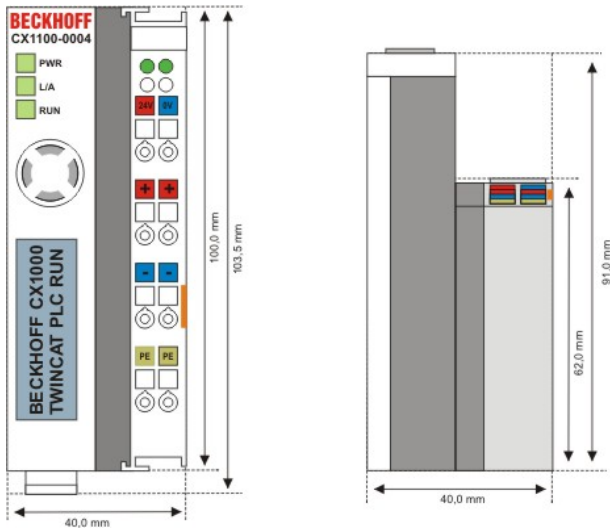 BECKHOFF
CX1100-0004
PWR
L/A
RUN
24V 0V
+ +
- -
PE PE
BECKHOFF CX1000
TWINCAT PLC RUN
100,0 mm
103,5 mm
40,0 mm
62,0 mm
91,0 mm
40,0 mm